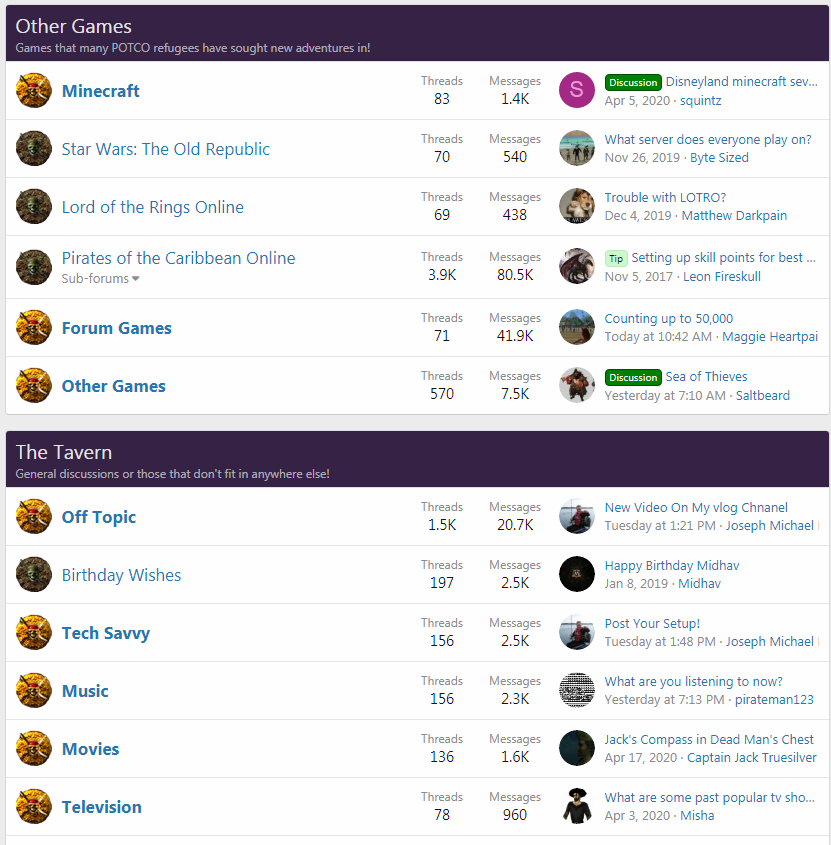 Other Games
Games that many POTCO refugees have sought new adventures in!
Minecraft
Threads
83
Messages
1.4K
S
Discussion Disneyland minecraft sev...
Apr 5, 2020 · squintz
Star Wars: The Old Republic
Threads
70
Messages
540
What server does everyone play on?
Nov 26, 2019 · Byte Sized
Lord of the Rings Online
Threads
69
Messages
438
Trouble with LOTRO?
Dec 4, 2019 · Matthew Darkpain
Pirates of the Caribbean Online
Sub-forums
Threads
3.9K
Messages
80.5K
Tip Setting up skill points for best ...
Nov 5, 2017 · Leon Fireskull
Forum Games
Threads
71
Messages
41.9K
Counting up to 50,000
Today at 10:42 AM · Maggie Heartpai
Other Games
Threads
570
Messages
7.5K
Discussion Sea of Thieves
Yesterday at 7:10 AM · Saltbeard
The Tavern
General discussions or those that don't fit in anywhere else!
Off Topic
Threads
1.5K
Messages
20.7K
New Video On My vlog Chnanel
Tuesday at 1:21 PM · Joseph Michael
Birthday Wishes
Threads
197
Messages
2.5K
Happy Birthday Midhav
Jan 8, 2019 · Midhav
Tech Savvy
Threads
156
Messages
2.5K
Post Your Setup!
Tuesday at 1:48 PM · Joseph Michael
Music
Threads
156
Messages
2.3K
What are you listening to now?
Yesterday at 7:13 PM · pirateman123
Movies
Threads
136
Messages
1.6K
Jack's Compass in Dead Man's Chest
Apr 17, 2020 · Captain Jack Truesilver
Television
Threads
78
Messages
960
What are some past popular tv sho...
Apr 3, 2020 · Misha